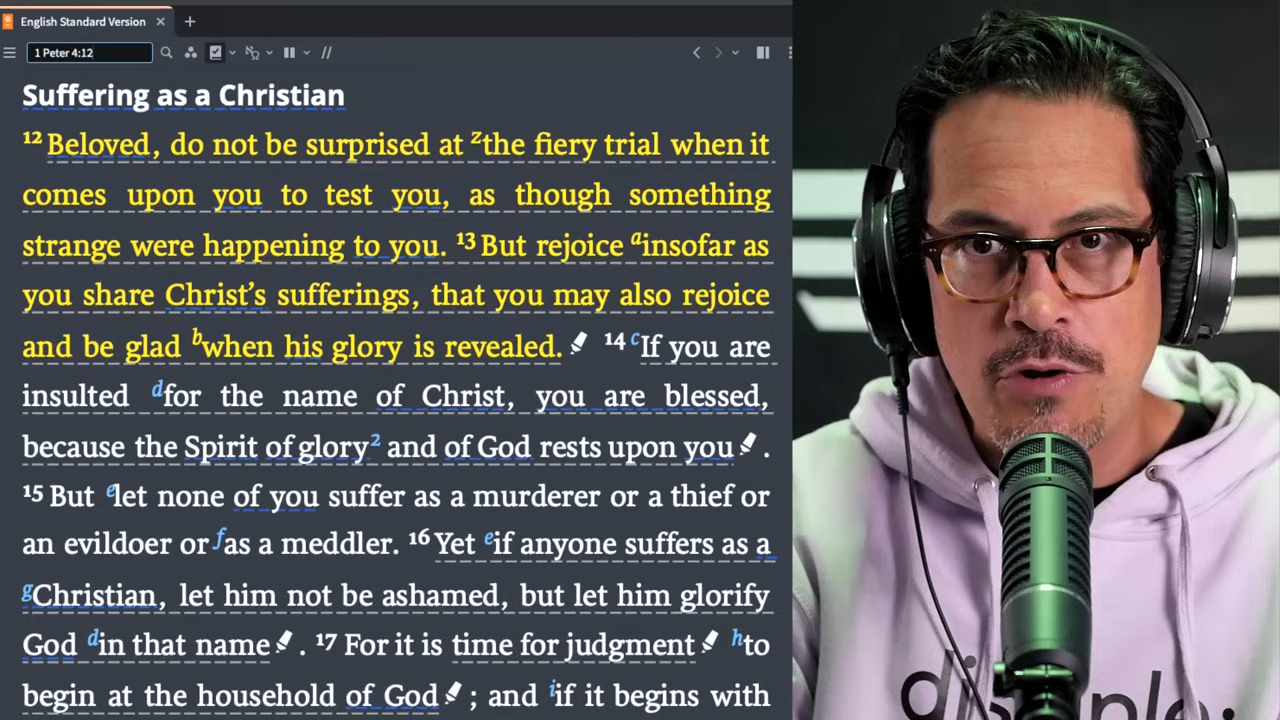 English Standard Version
1 Peter 4:12
Suffering as a Christian
12 Beloved, do not be surprised at z the fiery trial when it
comes upon you to test you, as though something
strange were happening to you. 13 But rejoice a insofar as
you share Christ’s sufferings, that you may also rejoice
and be glad b when his glory is revealed. 14 c If you are
insulted d for the name of Christ, you are blessed,
because the Spirit of glory2 and of God rests upon you .
15 But e let none of you suffer as a murderer or a thief or
an evildoer or f as a meddler. 16 Yet e if anyone suffers as a
g Christian, let him not be ashamed, but let him glorify
God d in that name . 17 For it is time for judgment h to
begin at the household of God ; and i if it begins with
disciple: